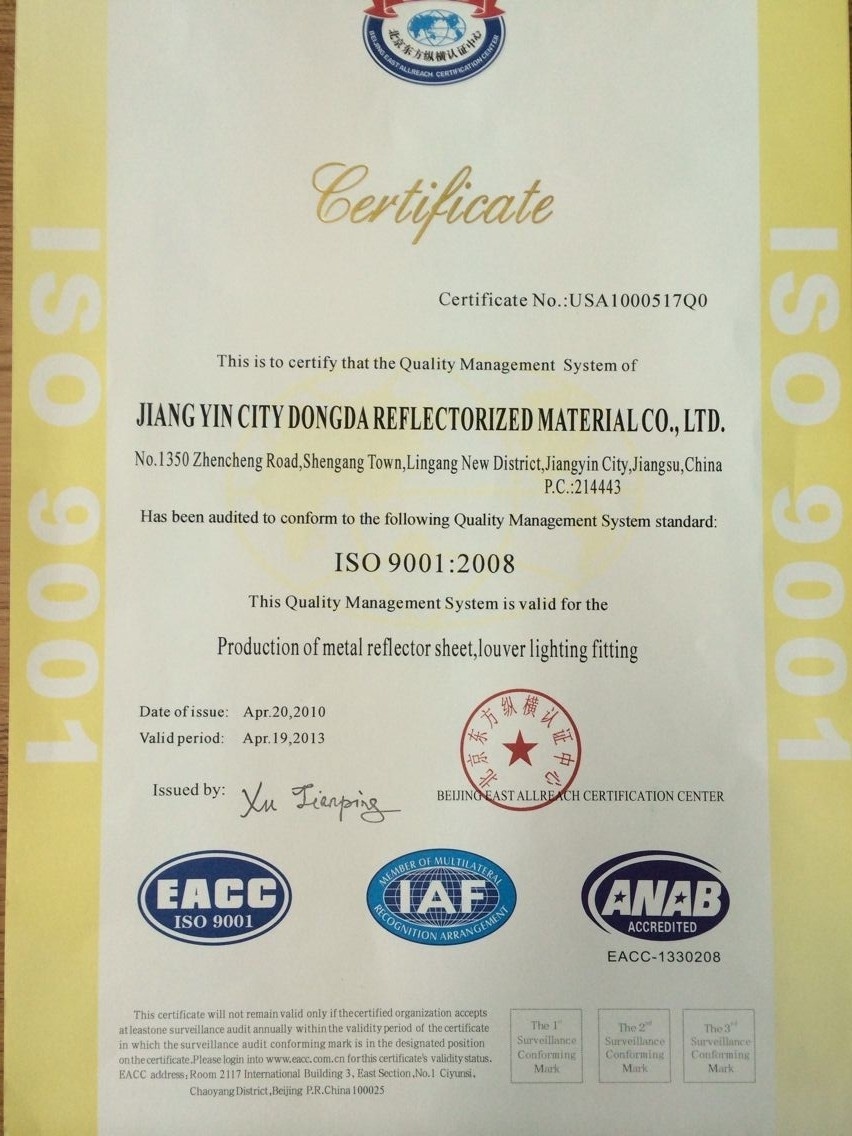 北京东方纵横认证中心
BEIJING EAST ALLREACH CERTIFICATION CENTER
Certificate
Certificate No.:USA1000517Q0
This is to certify that the Quality Management System of
JIANG YIN CITY DONGDA REFLECTORIZED MATERIAL CO., LTD.
No.1350 Zhencheng Road,Shengang Town,Lingang New District,Jiangyin City,Jiangsu,China
P.C.:214443
Has been audited to conform to the following Quality Management System standard:
ISO 9001:2008
This Quality Management System is valid for the
Production of metal reflector sheet,louver lighting fitting
Date of issue: Apr.20,2010
Valid period: Apr.19,2013
Issued by: Xu Tianping
北京东方纵横认证中心
BEIJING EAST ALLREACH CERTIFICATION CENTER
EACC
ISO 9001
MEMBER OF MULTILATERAL
IAF
RECOGNITION ARRANGEMENT
ANAB
ACCREDITED
EACC-1330208
This certificate will not remain valid only if thecertified organization accepts
at leastone surveillance audit annually within the validity period of the certificate
in which the surveillance audit conforming mark is in the designated position
on the certificate.Please login into www.eacc.com.cn for this certificate's validity status.
EACC address: Room 2117 International Building 3, East Section ,No.1 Ciyunsi,
Chaoyang District,Beijing P.R.China 100025
The 1st
Surveillance
Conforming
Mark
The 2nd
Surveillance
Conforming
Mark
The 3rd
Surveillance
Conforming
Mark
ISO 9001
ISO 9001